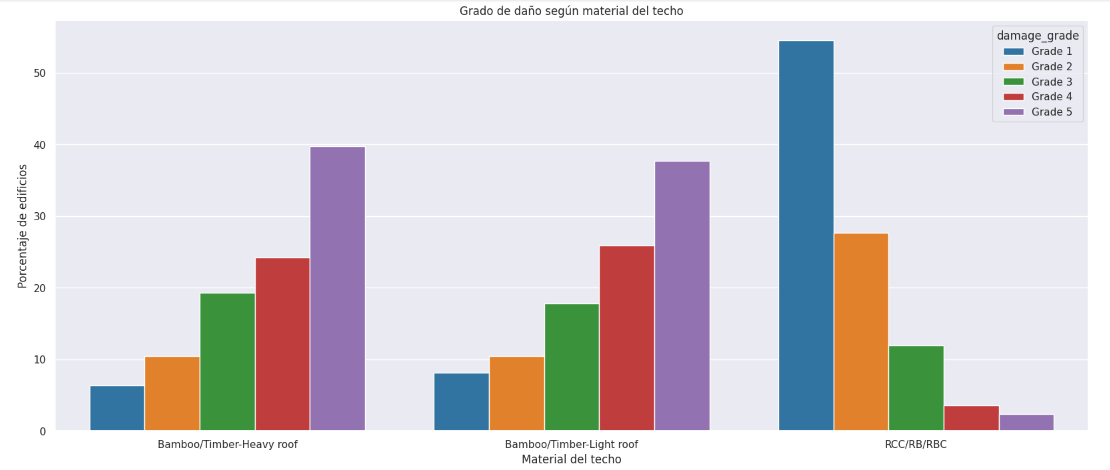 Grado de daño según material del techo
damage_grade
Grade 1
Grade 2
Grade 3
Grade 4
Grade 5
Porcentaje de edificios
50
40
30
20
10
0
Bamboo/Timber-Heavy roof
Bamboo/Timber-Light roof
RCC/RB/RBC
Material del techo